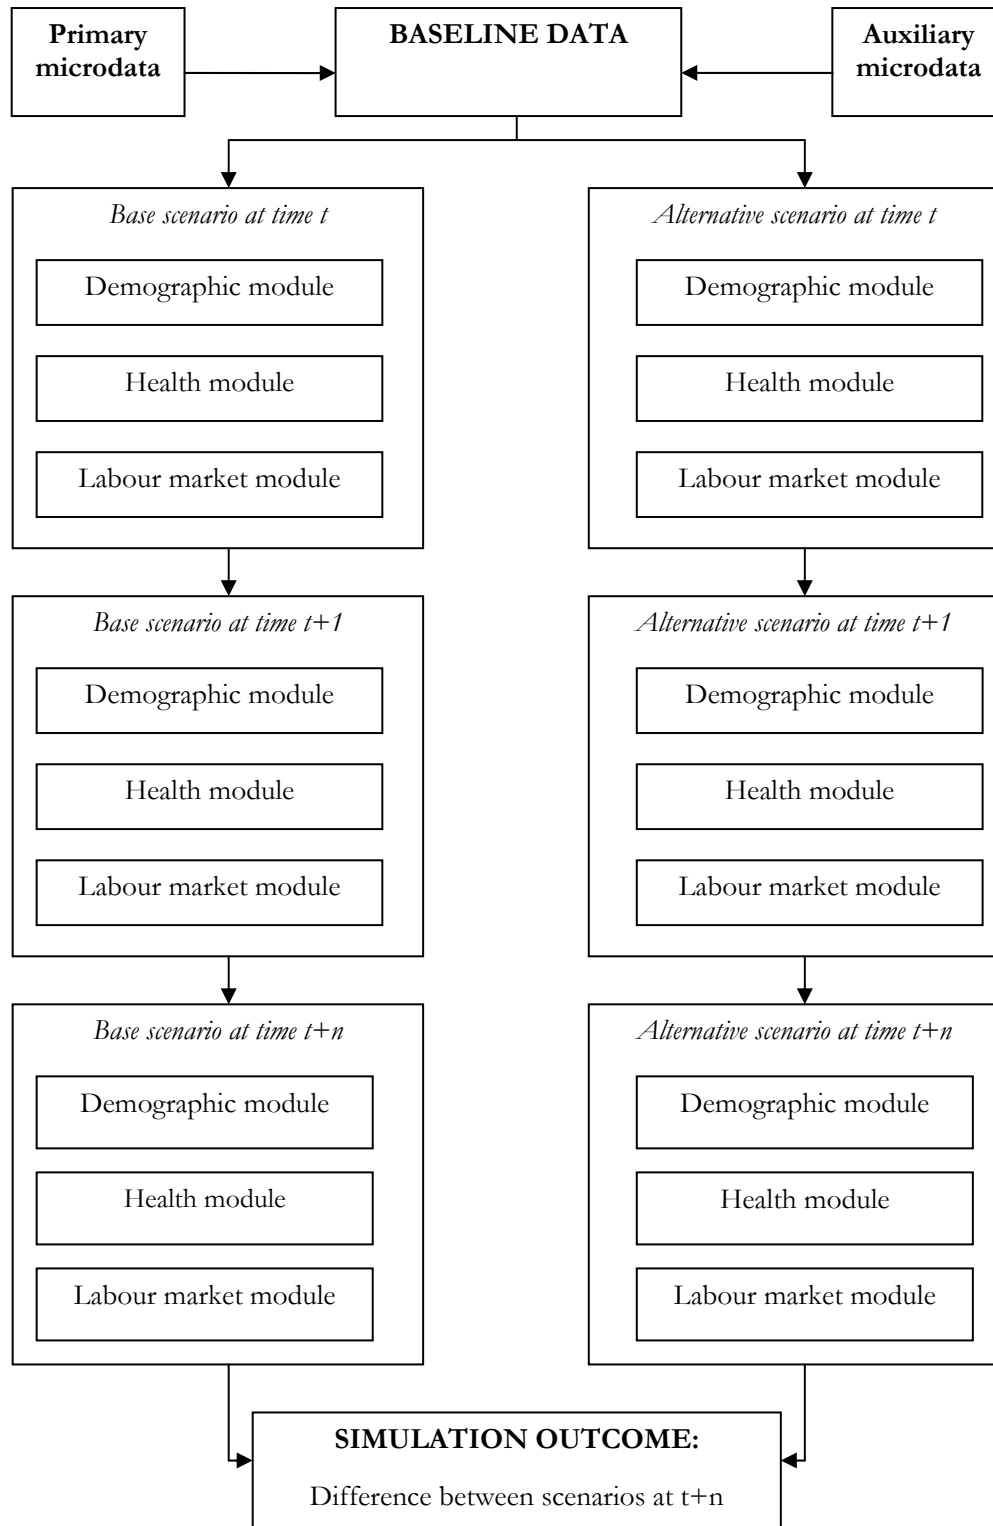 Primary
microdata
BASELINE DATA
Auxiliary
microdata
Base scenario at time t
Demographic module
Health module
Labour market module
Alternative scenario at time t
Demographic module
Health module
Labour market module
Base scenario at time t+1
Demographic module
Health module
Labour market module
Alternative scenario at time t+1
Demographic module
Health module
Labour market module
Base scenario at time t+n
Demographic module
Health module
Labour market module
Alternative scenario at time t+n
Demographic module
Health module
Labour market module
SIMULATION OUTCOME:
Difference between scenarios at t+n